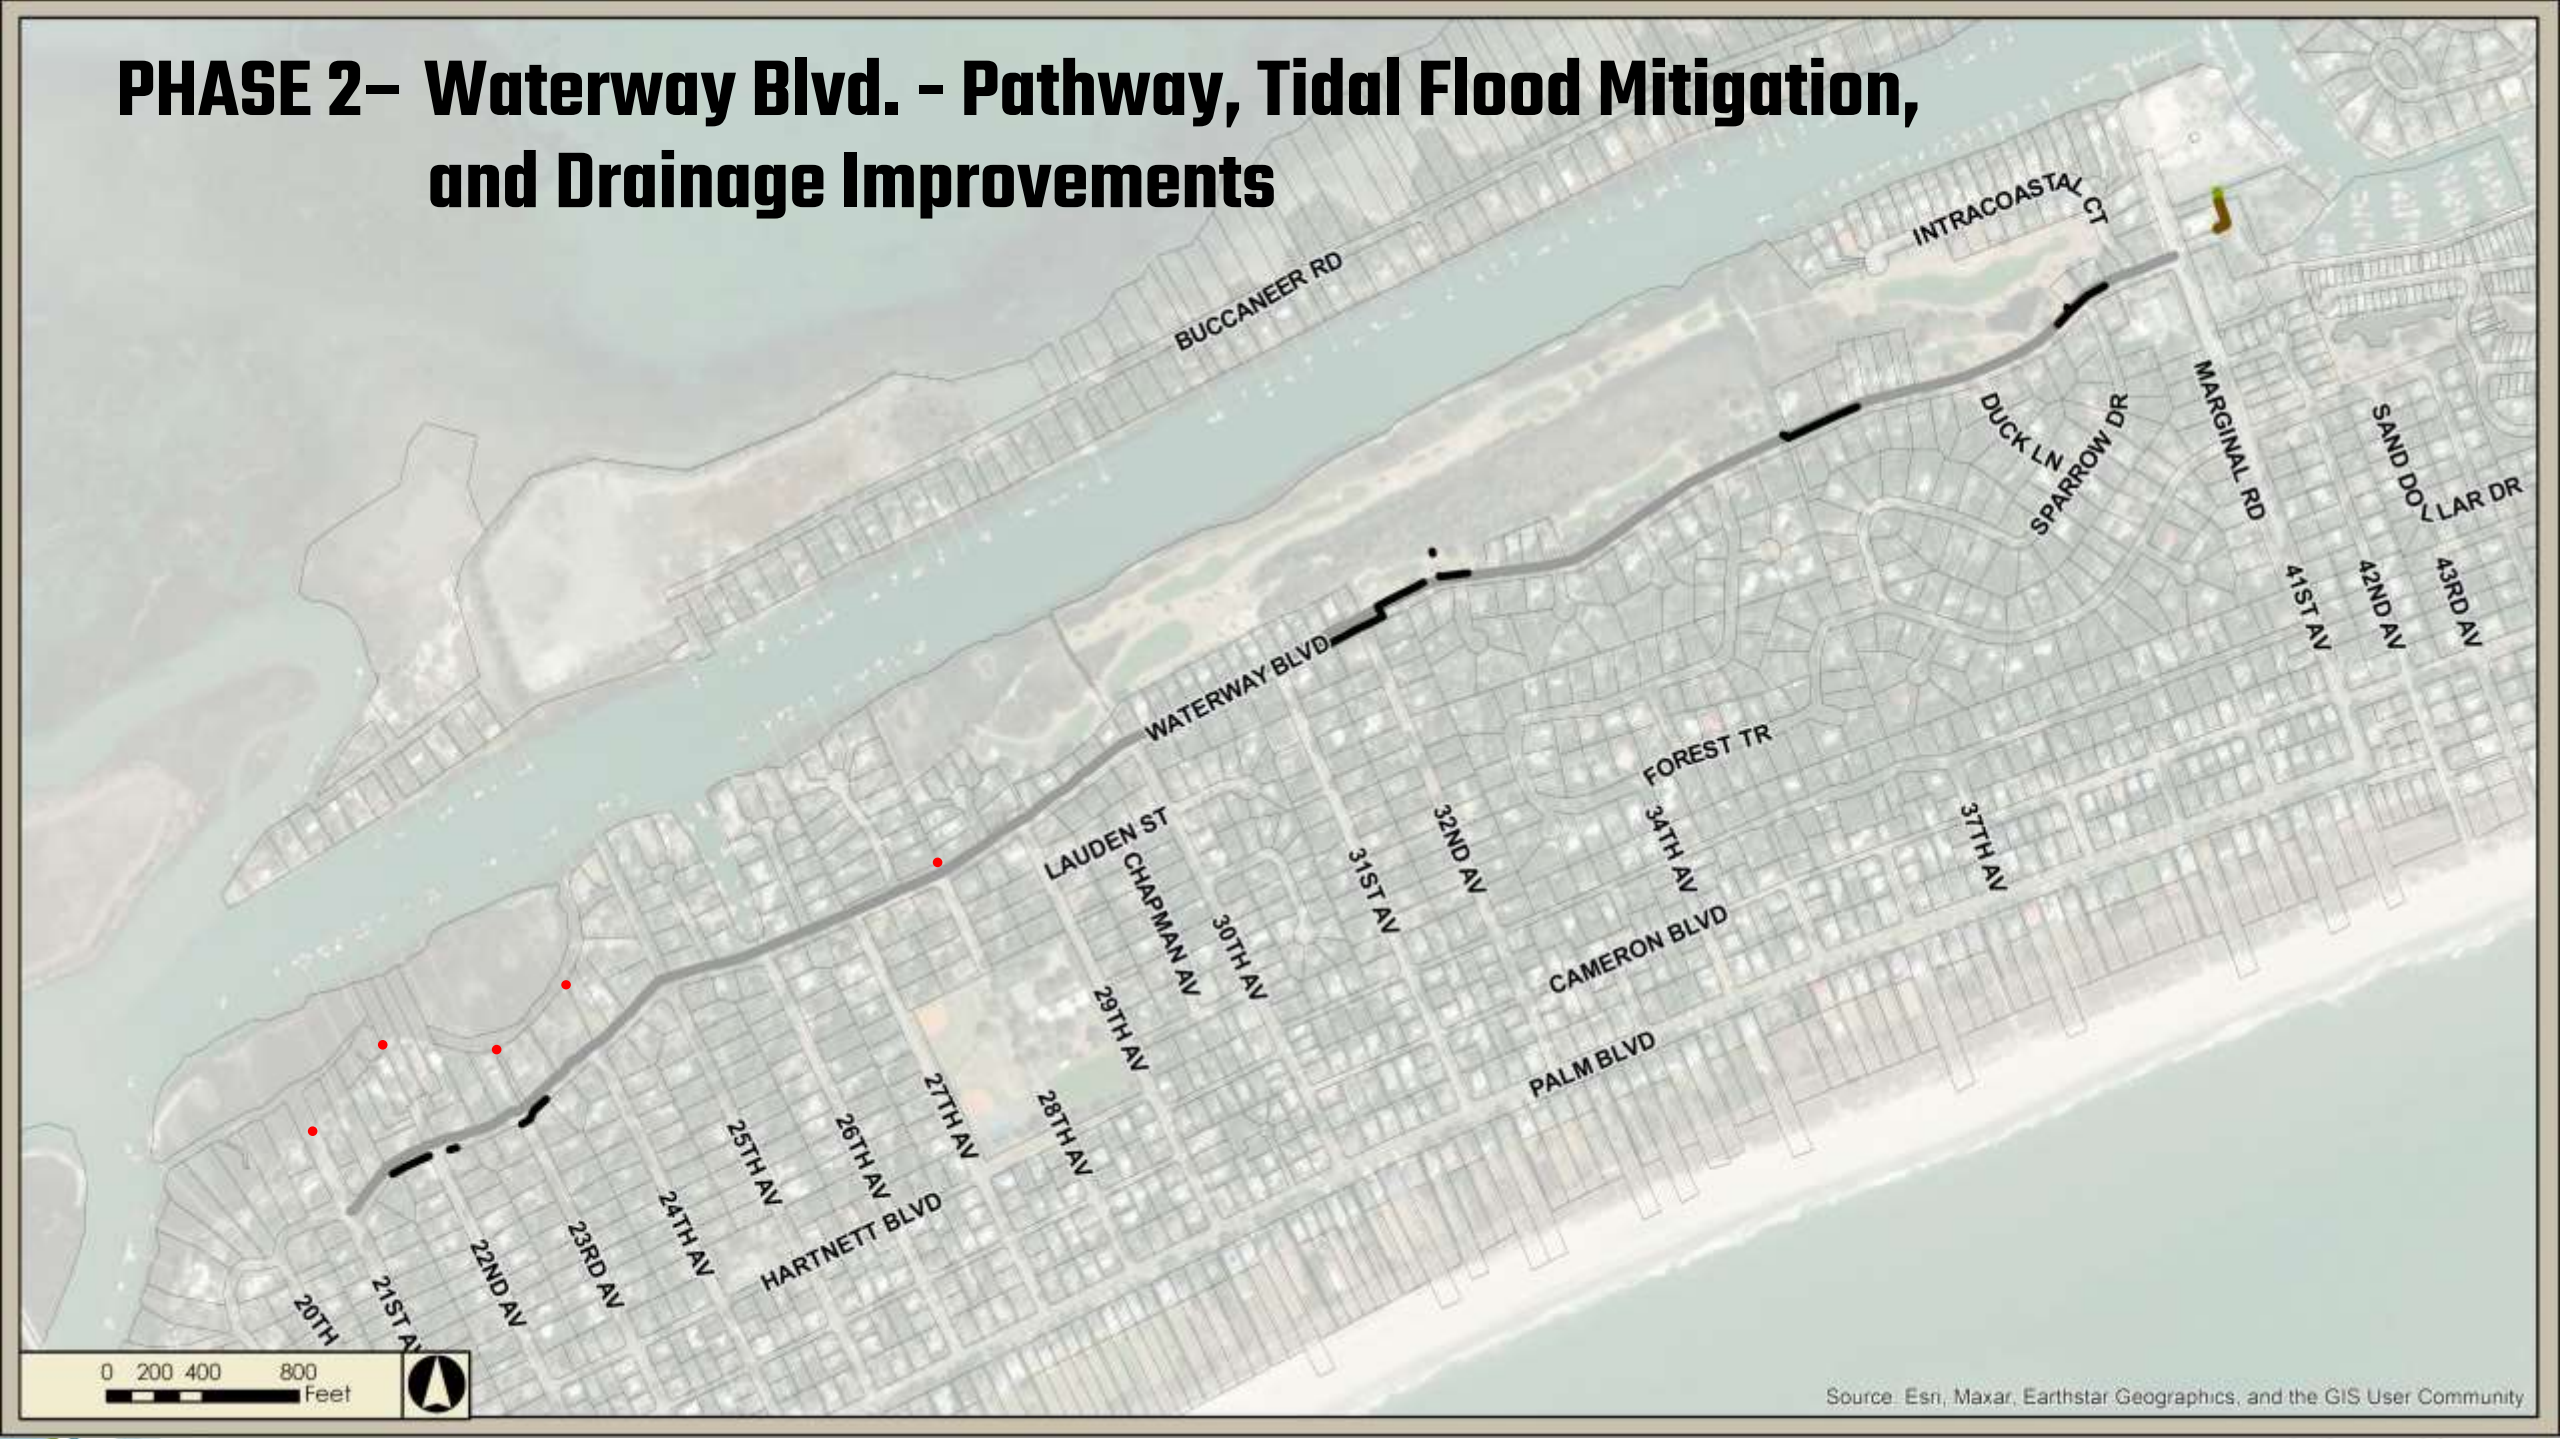 PHASE 2– Waterway Blvd. - Pathway, Tidal Flood Mitigation,
and Drainage Improvements
INTRACOASTAL CT
BUCCANEER RD
MARGINAL RD
DUCK LN
SPARROW DR
SAND DOLLAR DR
41ST AV
42ND AV
43RD AV
WATERWAY BLVD
FOREST TR
LAUDEN ST
CHAPMAN AV
30TH AV
31ST AV
32ND AV
34TH AV
37TH AV
CAMERON BLVD
PALM BLVD
29TH AV
28TH AV
27TH AV
26TH AV
25TH AV
HARTNETT BLVD
24TH AV
23RD AV
22ND AV
21ST AV
20TH
0 200 400 800
Feet
Source: Esri, Maxar, Earthstar Geographics, and the GIS User Community